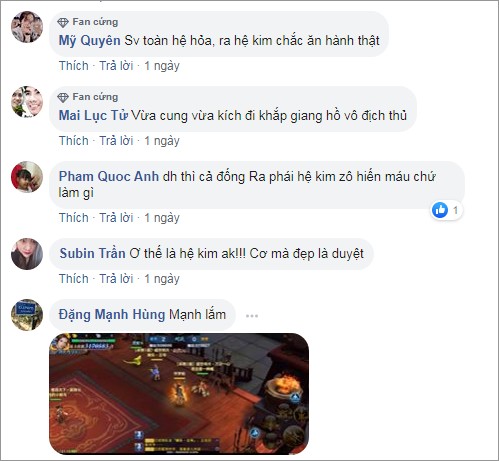 Fan cứng
Mỹ Quyên Sv toàn hệ hỏa, ra hệ kim chắc ăn hành thật
Thích · Trả lời · 1 ngày
Fan cứng
Mai Lục Tử Vừa cung vừa kích đi khắp giang hồ vô địch thủ
Thích · Trả lời · 1 ngày
Pham Quoc Anh dh thì cả đống Ra phái hệ kim zô hiến máu chứ
làm gì
1
Thích · Trả lời · 1 ngày
Subin Trần Ơ thế là hệ kim ak!!! Cơ mà đẹp là duyệt
Thích · Trả lời · 1 ngày
Đặng Mạnh Hùng Mạnh lắm